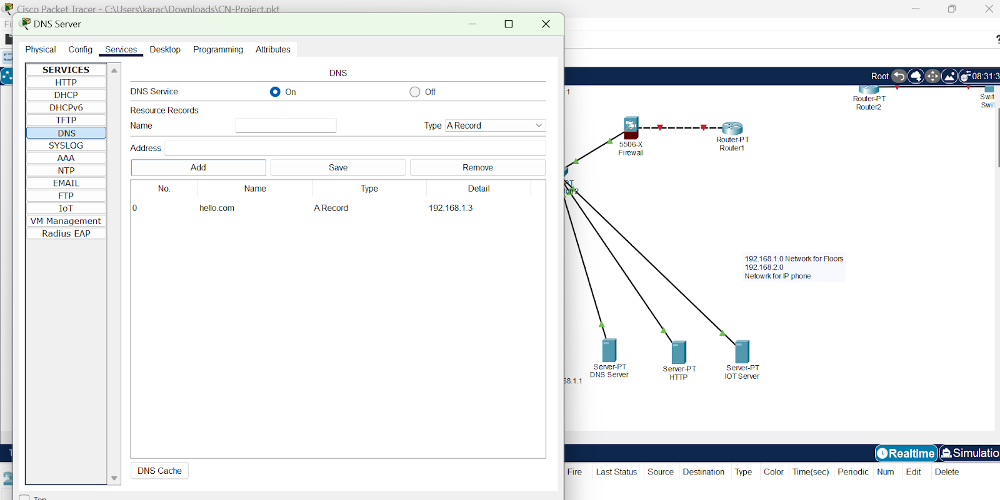 Cisco Packet Tracer - C:\Users\karac\Downloads\CN-Project.pkt
DNS Server
Physical Config Services Desktop Programming Attributes
SERVICES
HTTP
DHCP
DHCPv6
TFTP
DNS
SYSLOG
AAA
NTP
EMAIL
FTP
IoT
VM Management
Radius EAP
DNS
DNS Service On Off
Resource Records
Name Type A Record
Address
Add Save Remove
No. Name Type Detail
0 hello.com A Record 192.168.1.3
DNS Cache
Top
Root 08:31:3
1
Router-PT
Router2
Swit
Swit
5506-X
Firewall
Router-PT
Router1
192.168.1.0 Network for Floors
192.168.2.0
Netowrk for IP phone
Server-PT
DNS Server
Server-PT
HTTP
Server-PT
IOT Server
68.1.1
Realtime Simulatio
Fire Last Status Source Destination Type Color Time(sec) Periodic Num Edit Delete